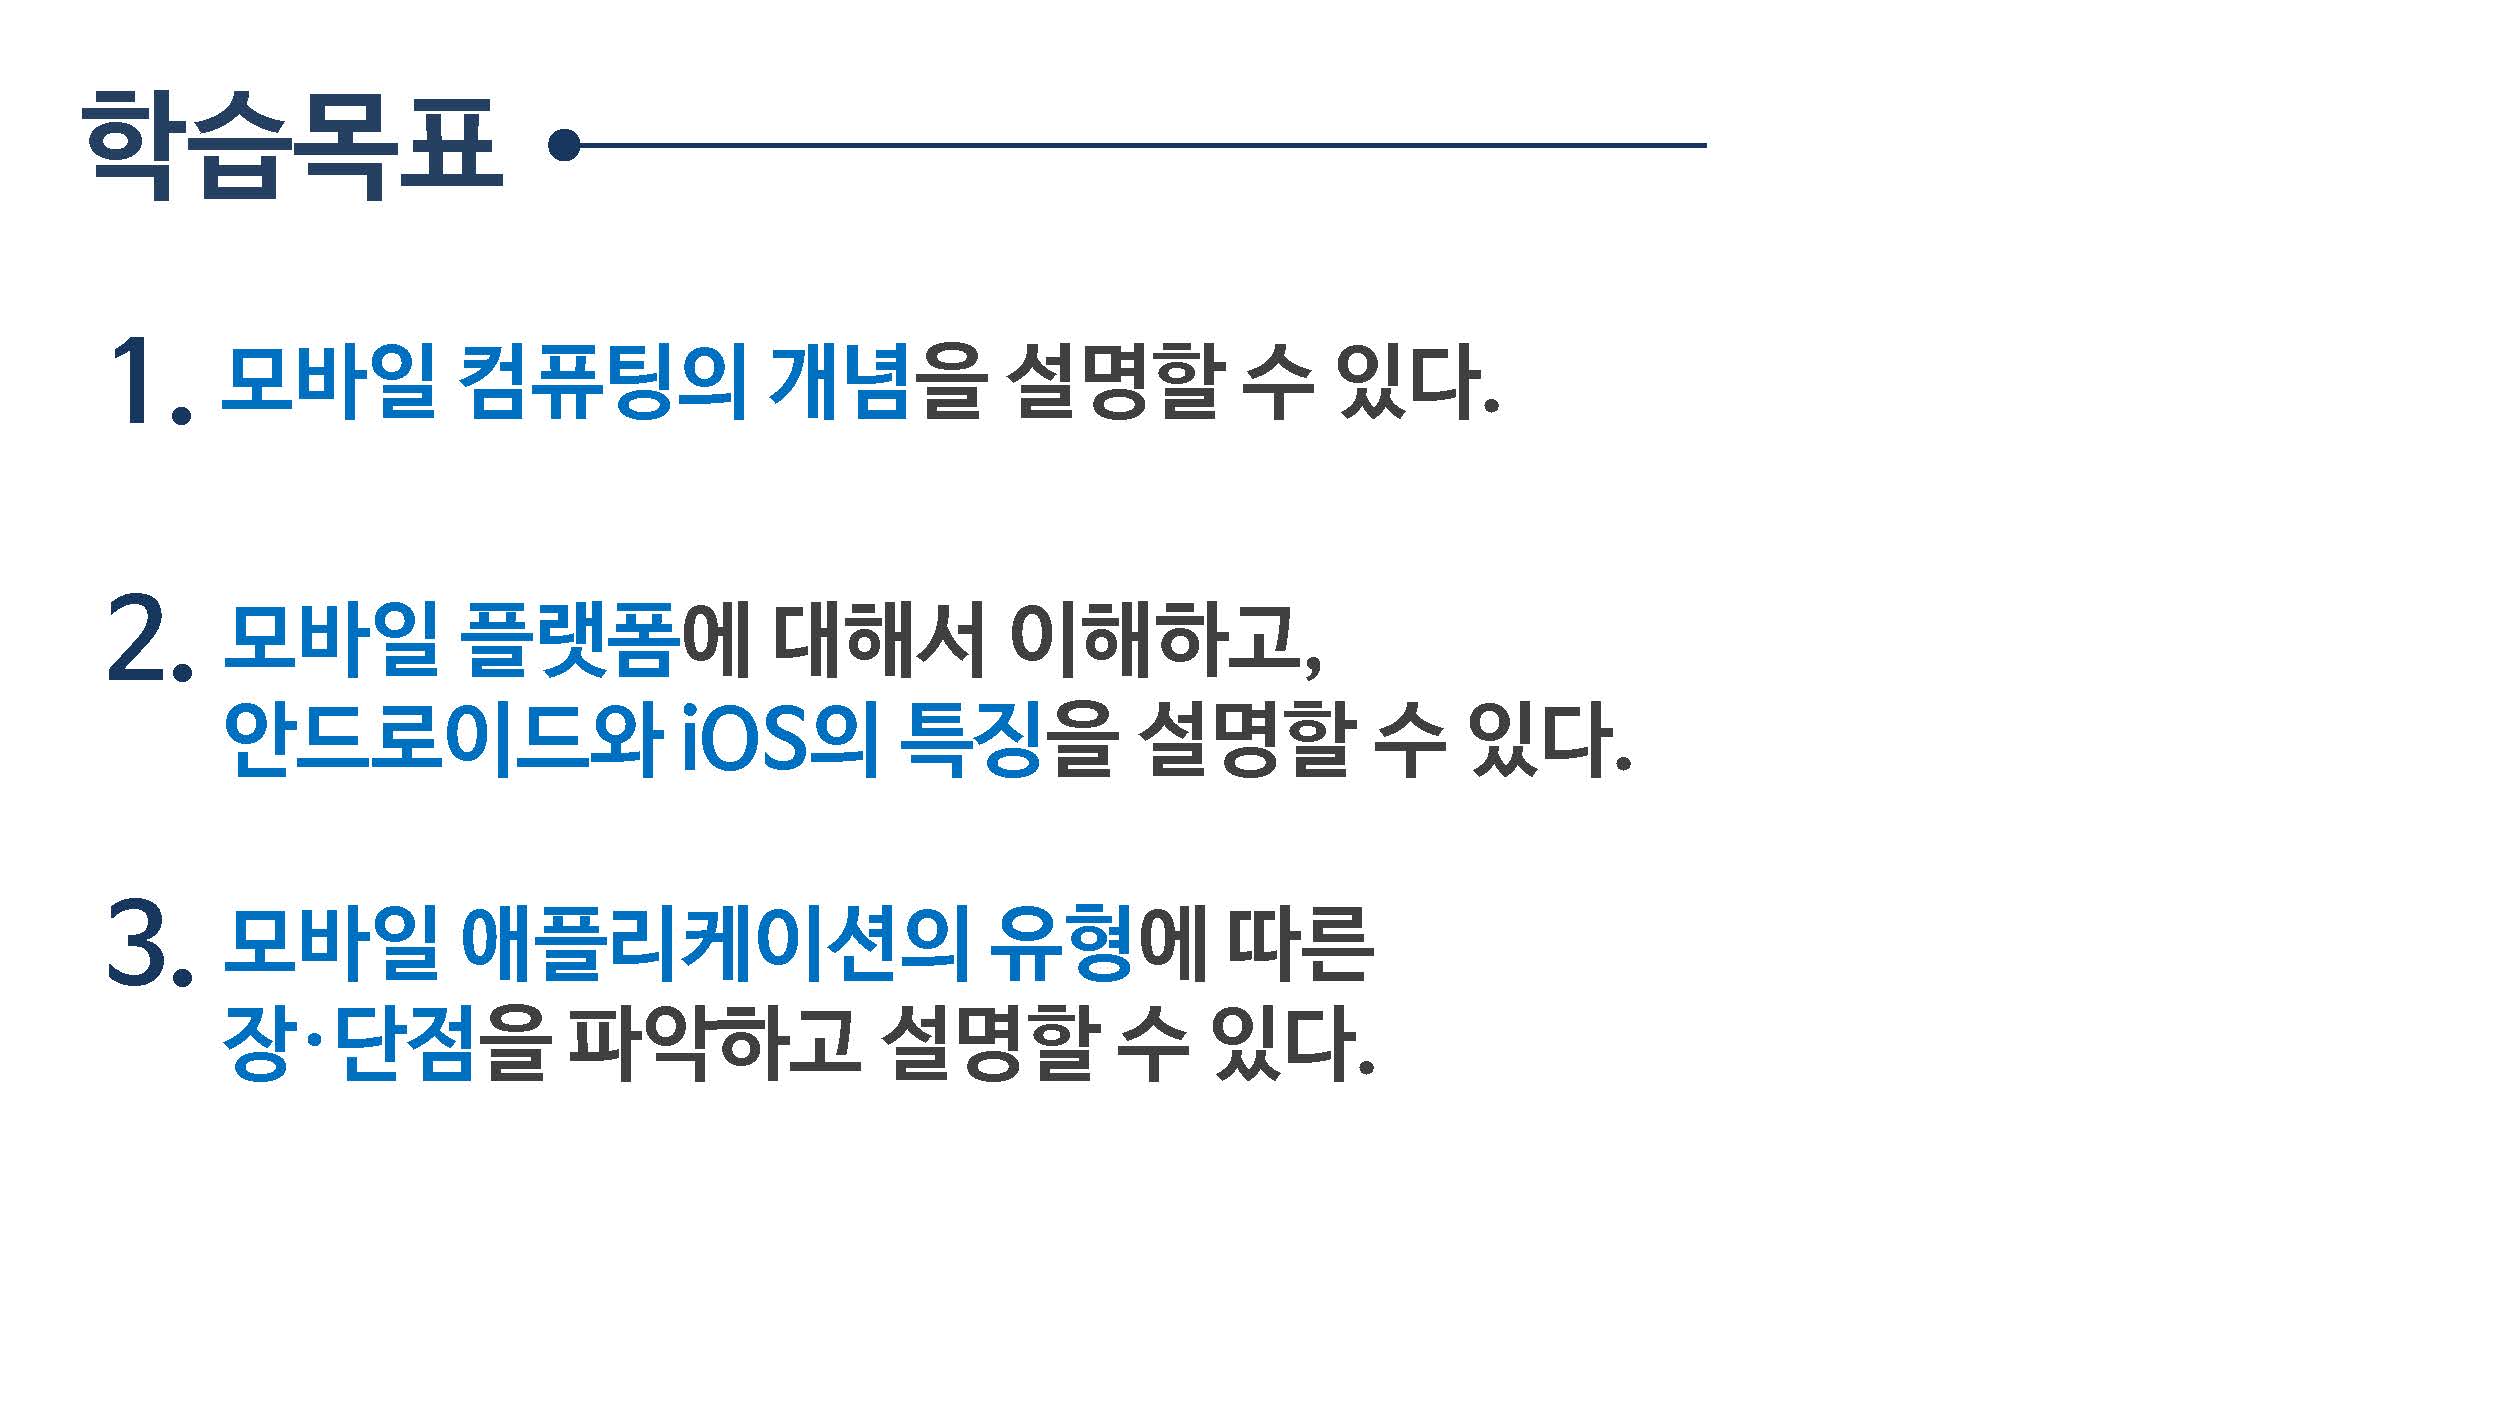 학습목표
1. 모바일 컴퓨팅의 개념을 설명할 수 있다.
2. 모바일 플랫폼에 대해서 이해하고,
안드로이드와 iOS의 특징을 설명할 수 있다.
3. 모바일 애플리케이션의 유형에 따른
장·단점을 파악하고 설명할 수 있다.